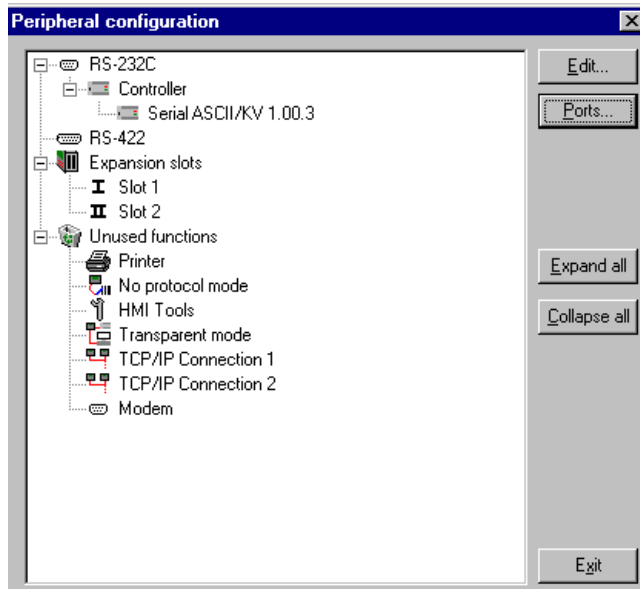 Peripheral configuration
RS-232C
Controller
Serial ASCII/KV 1.00.3
RS-422
Expansion slots
I Slot 1
II Slot 2
Unused functions
Printer
No protocol mode
HMI Tools
Transparent mode
TCP/IP Connection 1
TCP/IP Connection 2
Modem
Edit...
Ports...
Expand all
Collapse all
Exit